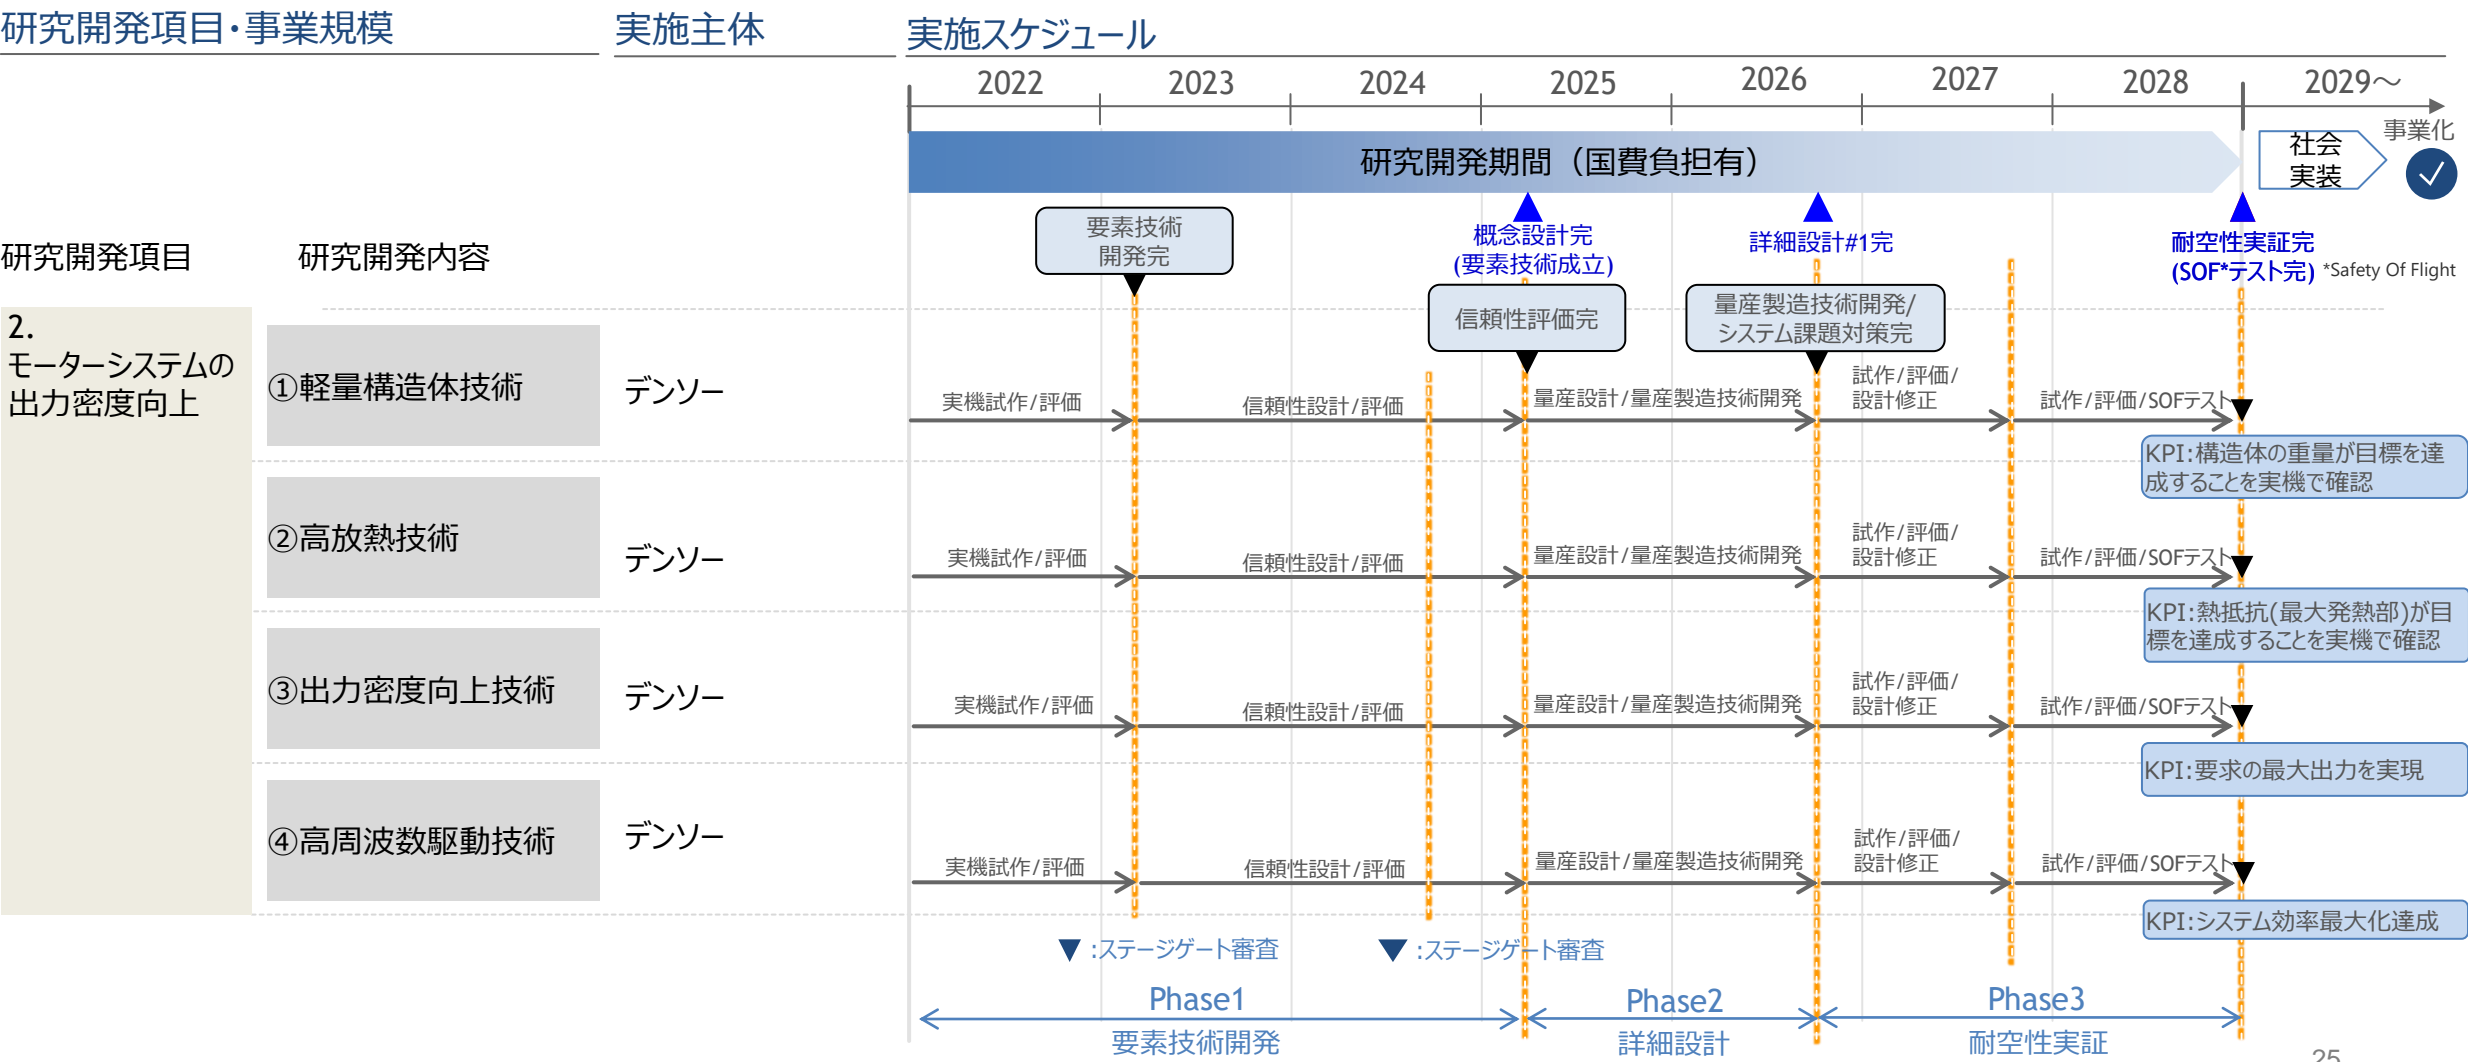 研究開発項目・事業規模
実施主体
実施スケジュール
2022
2023
2024
2025
2026
2027
2028
2029～
事業化
研究開発期間（国費負担有）
社会
実装
要素技術
開発完
概念設計完
(要素技術成立)
詳細設計#1完
耐空性実証完
(SOF*テスト完)
*Safety Of Flight
研究開発項目
研究開発内容
信頼性評価完
量産製造技術開発/
システム課題対策完
2.
モーターシステムの
出力密度向上
①軽量構造体技術
デンソー
実機試作/評価
信頼性設計/評価
量産設計/量産製造技術開発
試作/評価/
設計修正
試作/評価/SOFテスト
KPI:構造体の重量が目標を達
成することを実機で確認
②高放熱技術
デンソー
実機試作/評価
信頼性設計/評価
量産設計/量産製造技術開発
試作/評価/
設計修正
試作/評価/SOFテスト
KPI:熱抵抗(最大発熱部)が目
標を達成することを実機で確認
③出力密度向上技術
デンソー
実機試作/評価
信頼性設計/評価
量産設計/量産製造技術開発
試作/評価/
設計修正
試作/評価/SOFテスト
KPI:要求の最大出力を実現
④高周波数駆動技術
デンソー
実機試作/評価
信頼性設計/評価
量産設計/量産製造技術開発
試作/評価/
設計修正
試作/評価/SOFテスト
KPI:システム効率最大化達成
▼:ステージゲート審査
▼:ステージゲート審査
Phase1
要素技術開発
Phase2
詳細設計
Phase3
耐空性実証
25